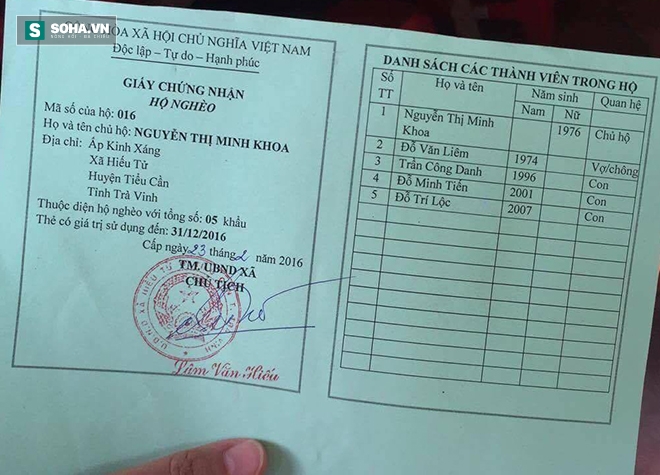 SOHA.VN
HÒA XÃ HỘI CHỦ NGHĨA VIỆT NAM
Độc lập – Tự do – Hạnh phúc
GIẤY CHỨNG NHẬN
HỘ NGHÈO
Mã số của hộ: 016
Họ và tên chủ hộ: NGUYỄN THỊ MINH KHOA
Địa chỉ: Ấp Kinh Xáng
Xã Hiếu Tử
Huyện Tiểu Cần
Tỉnh Trà Vinh
Thuộc diện hộ nghèo với tổng số: 05 khẩu
Thẻ có giá trị sử dụng đến: 31/12/2016
Cấp ngày 23 tháng 2 năm 2016
TM. UBND XÃ
CHỦ TỊCH
U.B.N.D XÃ HIẾU TỬ
Lâm Văn Hiếu
DANH SÁCH CÁC THÀNH VIÊN TRONG HỘ
Số TT Họ và tên Năm sinh Quan hệ
Nam Nữ
1 Nguyễn Thị Minh Khoa 1976 Chủ hộ
2 Đỗ Văn Liêm 1974 Vợ/chồng
3 Trần Công Danh 1996 Con
4 Đỗ Minh Tiến 2001 Con
5 Đỗ Trí Lộc 2007 Con